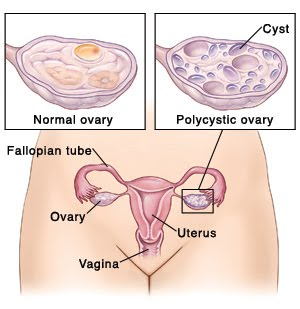 Cyst
Normal ovary
Polycystic ovary
Fallopian tube
Ovary
Uterus
Vagina